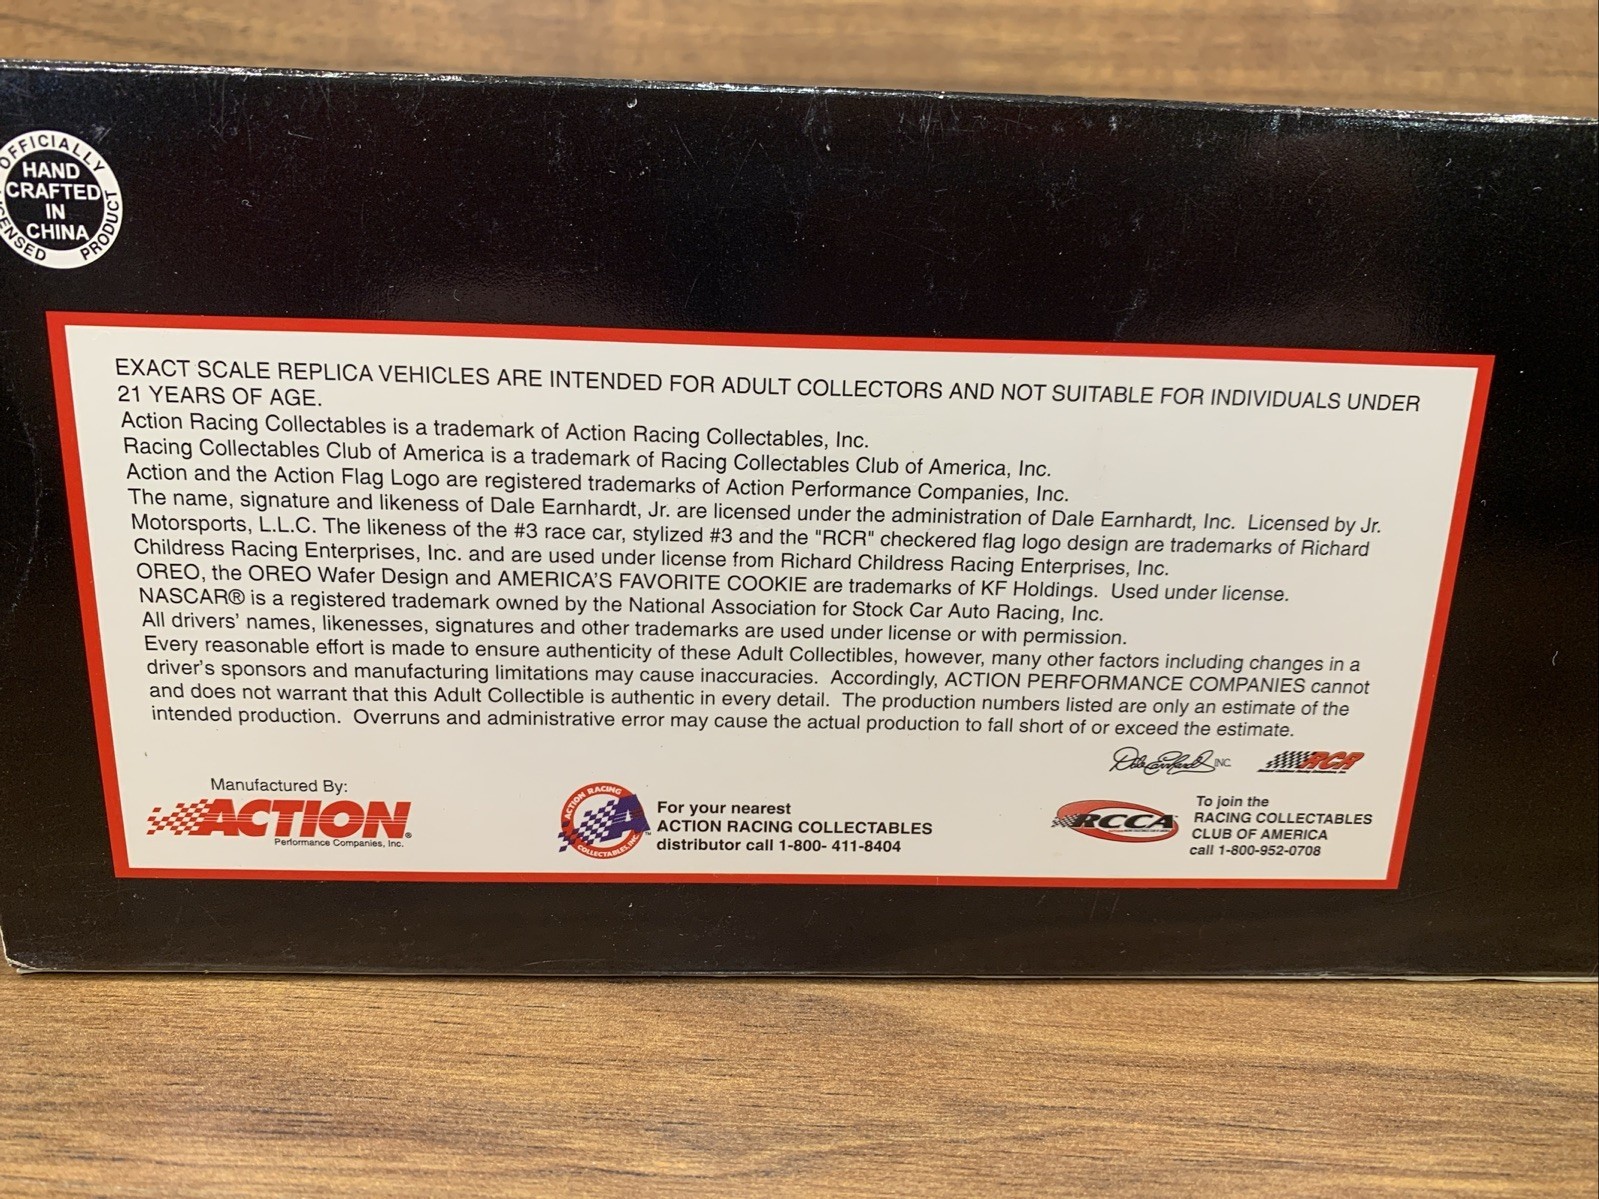 OFFICIALLY LICENSED PRODUCT
HAND
CRAFTED
IN
CHINA
EXACT SCALE REPLICA VEHICLES ARE INTENDED FOR ADULT COLLECTORS AND NOT SUITABLE FOR INDIVIDUALS UNDER
21 YEARS OF AGE.
Action Racing Collectables is a trademark of Action Racing Collectables, Inc.
Racing Collectables Club of America is a trademark of Racing Collectables Club of America, Inc.
Action and the Action Flag Logo are registered trademarks of Action Performance Companies, Inc.
The name, signature and likeness of Dale Earnhardt, Jr. are licensed under the administration of Dale Earnhardt, Inc. Licensed by Jr.
Motorsports, L.L.C. The likeness of the #3 race car, stylized #3 and the "RCR" checkered flag logo design are trademarks of Richard
Childress Racing Enterprises, Inc. and are used under license from Richard Childress Racing Enterprises, Inc.
OREO, the OREO Wafer Design and AMERICA'S FAVORITE COOKIE are trademarks of KF Holdings. Used under license.
NASCAR® is a registered trademark owned by the National Association for Stock Car Auto Racing, Inc.
All drivers' names, likenesses, signatures and other trademarks are used under license or with permission.
Every reasonable effort is made to ensure authenticity of these Adult Collectibles, however, many other factors including changes in a
driver's sponsors and manufacturing limitations may cause inaccuracies. Accordingly, ACTION PERFORMANCE COMPANIES cannot
and does not warrant that this Adult Collectible is authentic in every detail. The production numbers listed are only an estimate of the
intended production. Overruns and administrative error may cause the actual production to fall short of or exceed the estimate.
Dale Earnhardt INC.
RCR
Manufactured By:
ACTION®
Performance Companies, Inc.
ACTION RACING
A™
COLLECTABLES, INC.
For your nearest
ACTION RACING COLLECTABLES
distributor call 1-800- 411-8404
RCCA
To join the
RACING COLLECTABLES
CLUB OF AMERICA
call 1-800-952-0708